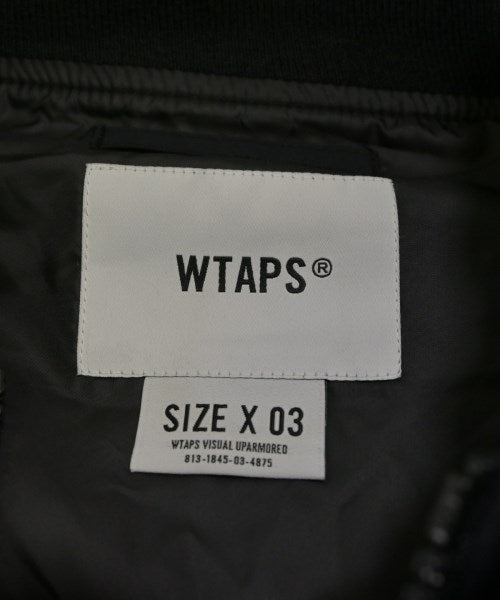 WTAPS®
SIZE X 03
WTAPS VISUAL UPARMORED
813-1845-03-4875